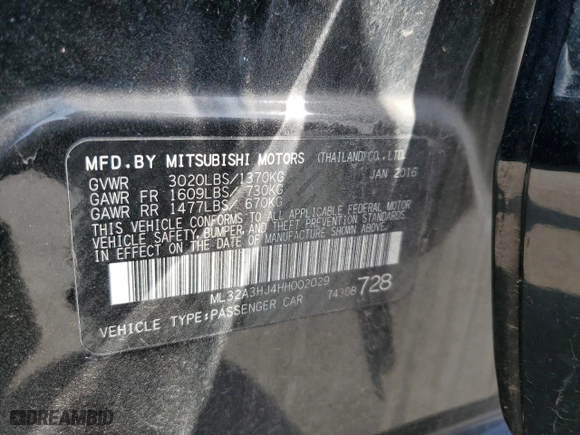 MFD.BY MITSUBISHI MOTORS (THAILAND) CO.,LTD.
GVWR 3020LBS/1370KG JAN 2016
GAWR FR 1609LBS/ 730KG
GAWR RR 1477LBS/ 670KG
THIS VEHICLE CONFORMS TO ALL APPLICABLE FEDERAL MOTOR
VEHICLE SAFETY, BUMPER, AND THEFT PREVENTION STANDARDS
IN EFFECT ON THE DATE OF MANUFACTURE SHOWN ABOVE.
ML32A3HJ4HH002029
VEHICLE TYPE:PASSENGER CAR 7430B 728
DREAMBID